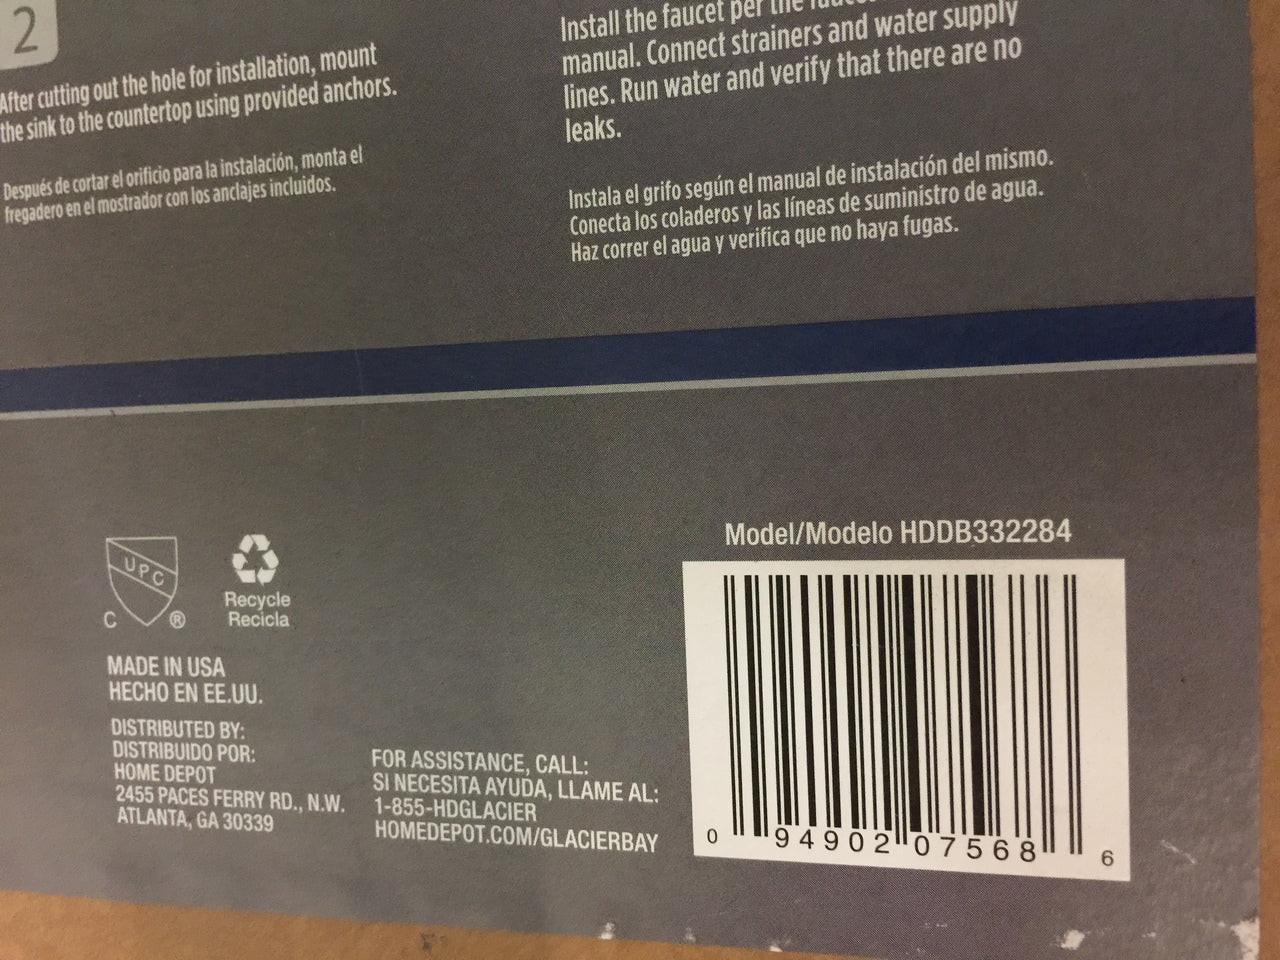 2
After cutting out the hole for installation, mount
the sink to the countertop using provided anchors.
Después de cortar el orificio para la instalación, monta el
fregadero en el mostrador con los anclajes incluidos.
Install the faucet per the
manual. Connect strainers and water supply
lines. Run water and verify that there are no
leaks.
Instala el grifo según el manual de instalación del mismo.
Conecta los coladeros y las líneas de suministro de agua.
Haz correr el agua y verifica que no haya fugas.
UPC
C ®
Recycle
Recicla
MADE IN USA
HECHO EN EE.UU.
DISTRIBUTED BY:
DISTRIBUIDO POR:
HOME DEPOT
2455 PACES FERRY RD., N.W.
ATLANTA, GA 30339
FOR ASSISTANCE, CALL:
SI NECESITA AYUDA, LLAME AL:
1-855-HDGLACIER
HOMEDEPOT.COM/GLACIERBAY
Model/Modelo HDDB332284
0 94902 07568 6